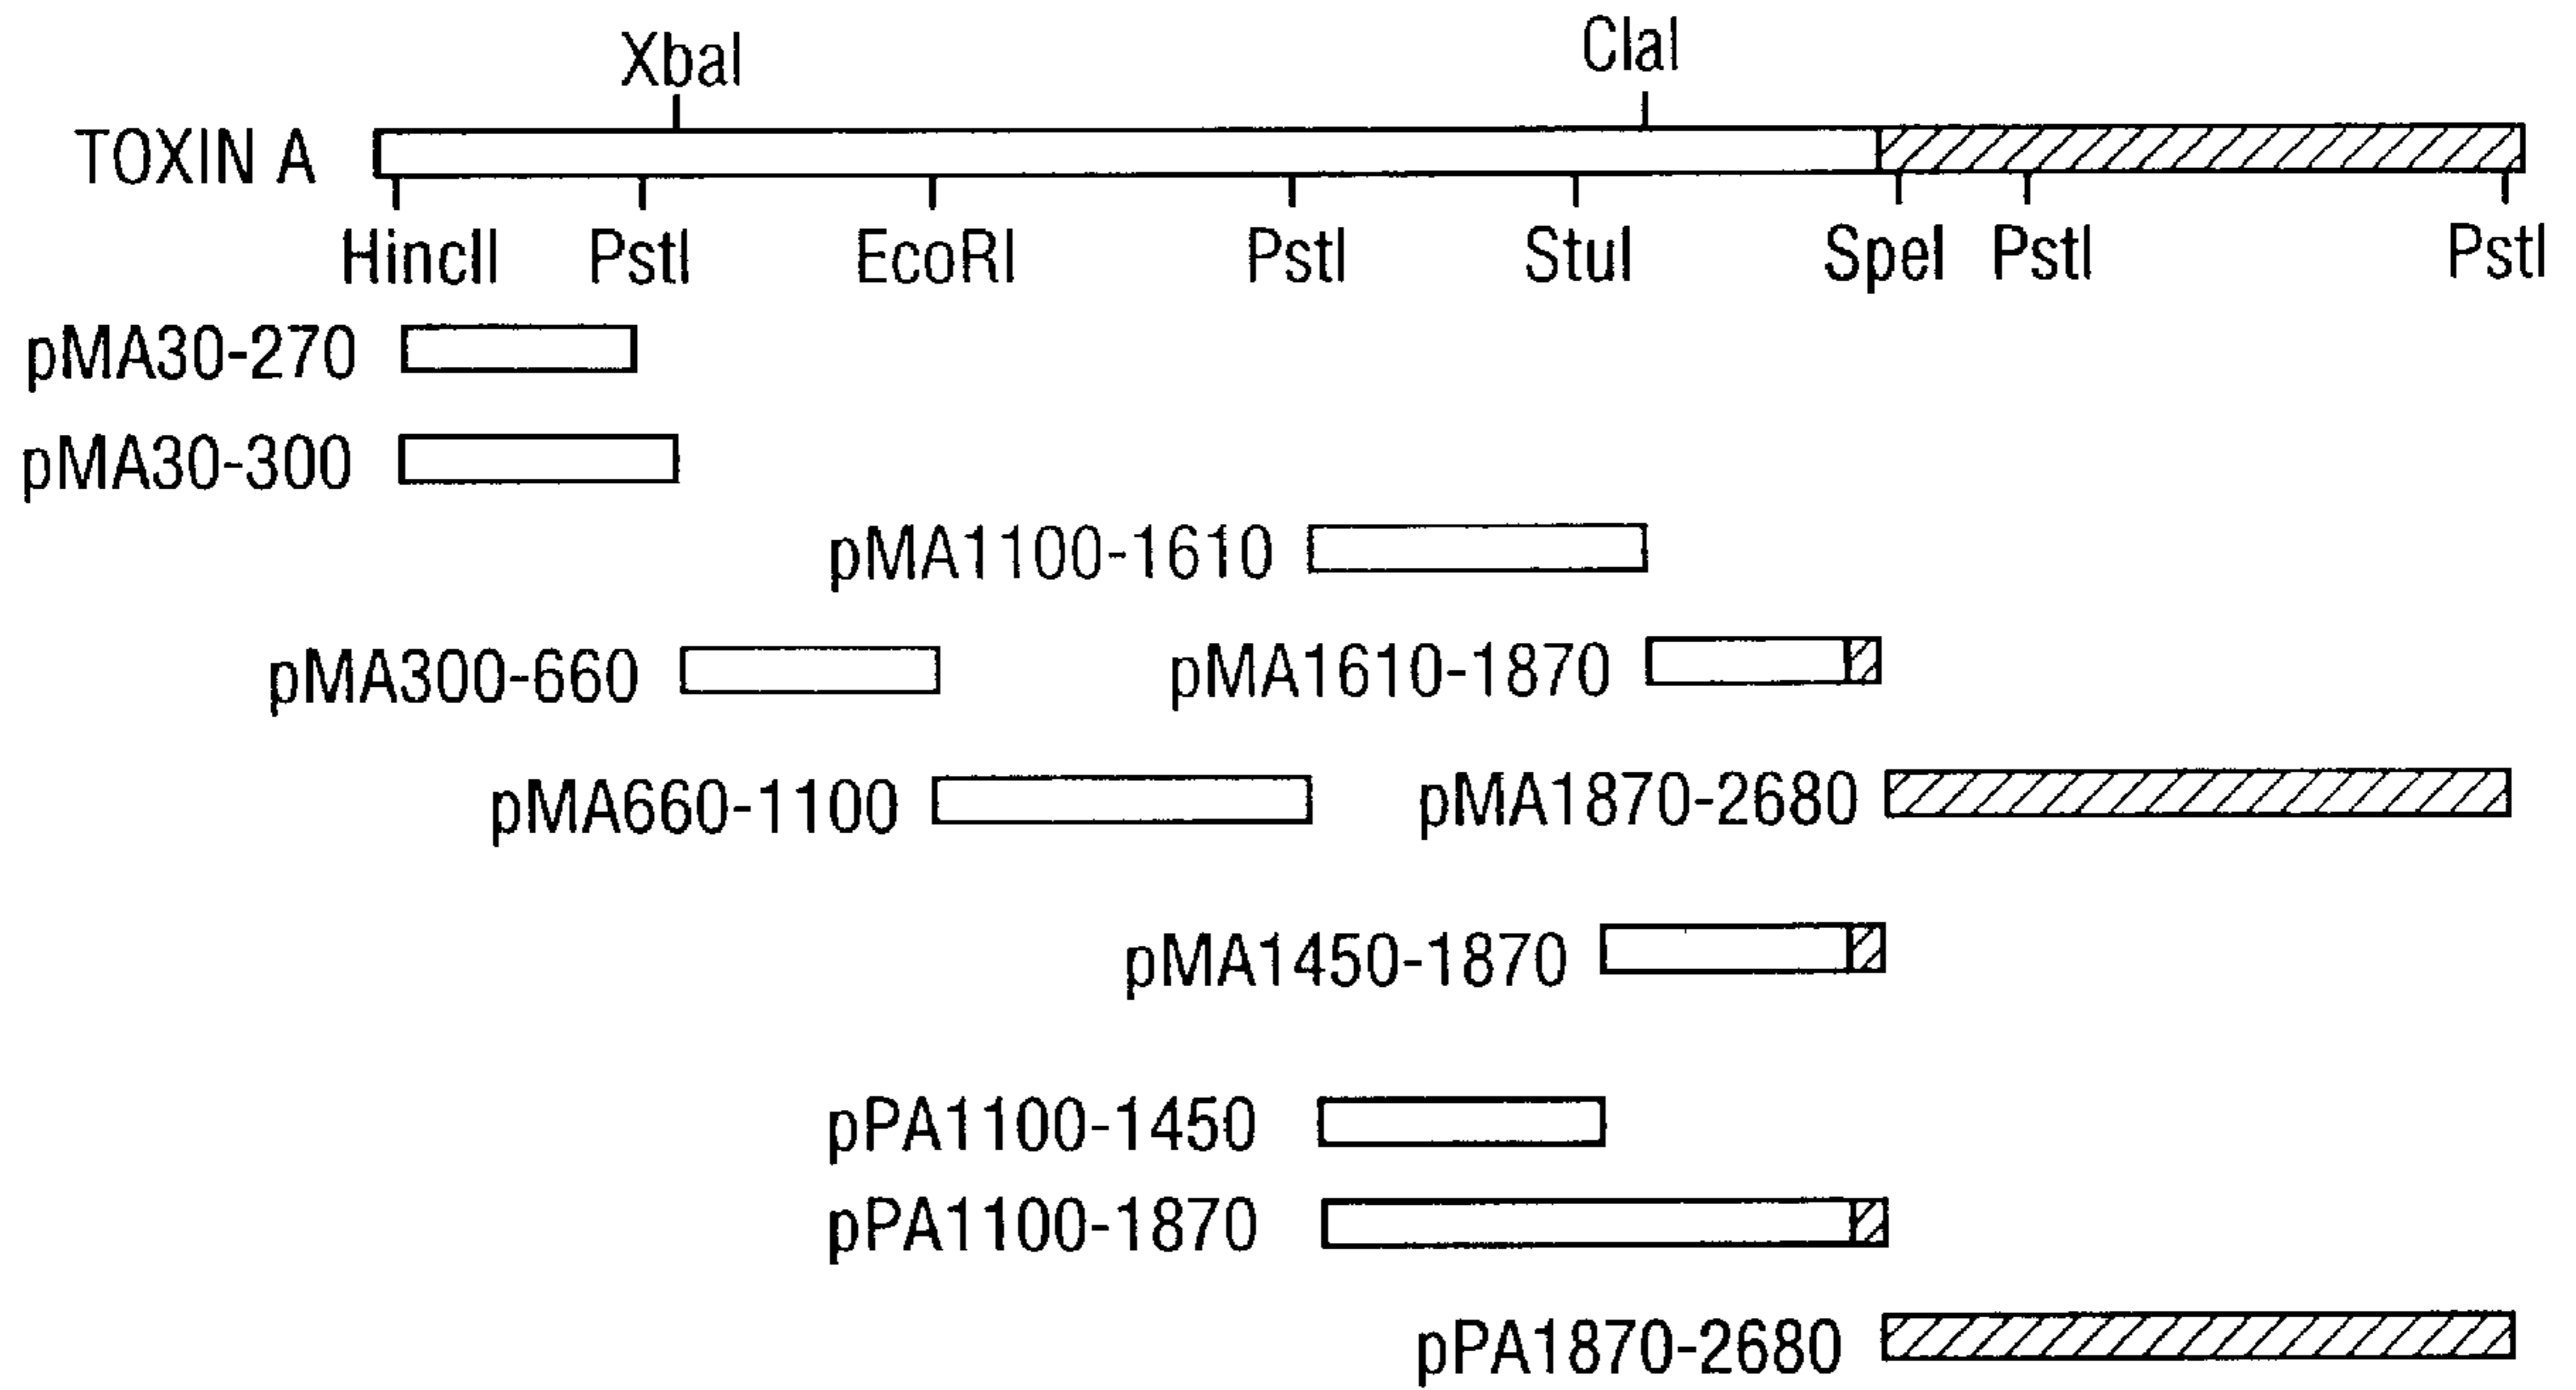 XbaI ClaI
TOXIN A
HincII PstI EcoRI PstI StuI SpeI PstI PstI
pMA30-270
pMA30-300
pMA1100-1610
pMA300-660 pMA1610-1870
pMA660-1100 pMA1870-2680
pMA1450-1870
pPA1100-1450
pPA1100-1870
pPA1870-2680